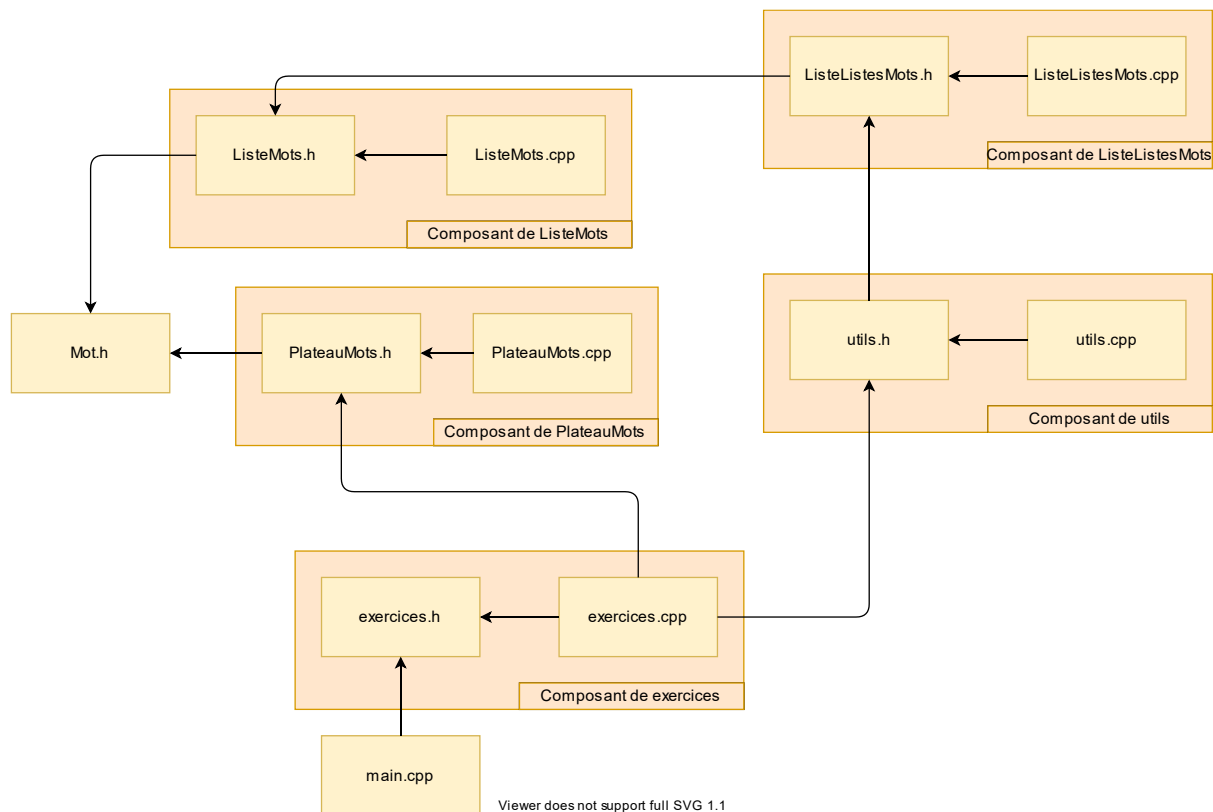 ListeListesMots.h
ListeListesMots.cpp
Composant de ListeListesMots
ListeMots.h
ListeMots.cpp
Composant de ListeMots
Mot.h
PlateauMots.h
PlateauMots.cpp
Composant de PlateauMots
utils.h
utils.cpp
Composant de utils
exercices.h
exercices.cpp
Composant de exercices
main.cpp
Viewer does not support full SVG 1.1